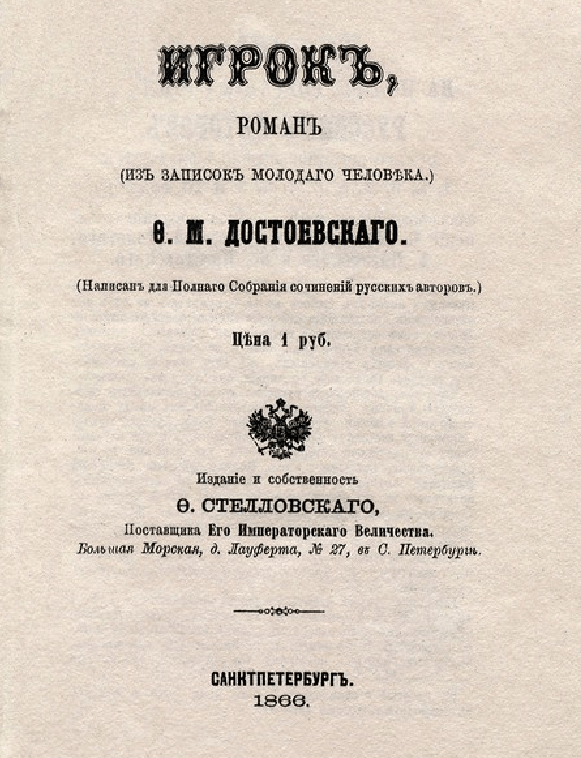 ИГРОКЪ,
РОМАНЪ
(ИЗЪ ЗАПИСОКЪ МОЛОДАГО ЧЕЛОВѢКА.)
Ѳ. М. ДОСТОЕВСКАГО.
(Написанъ для Полнаго Собранія сочиненій русскихъ авторовъ.)
Цѣна 1 руб.
Изданіе и собственность
Ѳ. СТЕЛЛОВСКАГО,
Поставщика Его Императорскаго Величества.
Большая Морская, д. Лауферта, № 27, въ С. Петербургѣ.
САНКТПЕТЕРБУРГЪ.
1866.